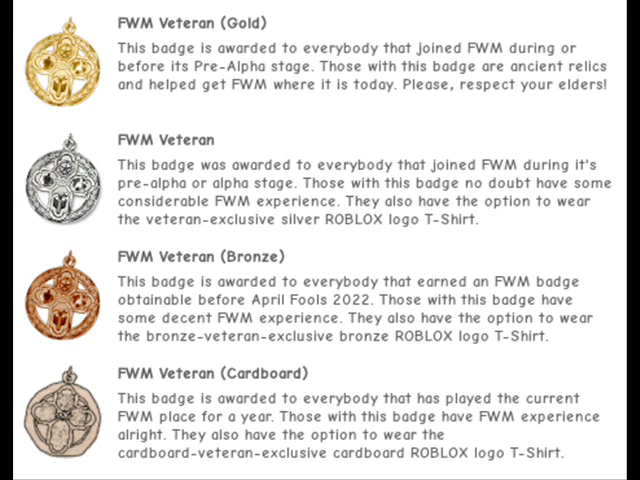 FWM Veteran (Gold)
This badge is awarded to everybody that joined FWM during or
before its Pre-Alpha stage. Those with this badge are ancient relics
and helped get FWM where it is today. Please, respect your elders!
FWM Veteran
This badge was awarded to everybody that joined FWM during it's
pre-alpha or alpha stage. Those with this badge no doubt have some
considerable FWM experience. They also have the option to wear
the veteran-exclusive silver ROBLOX logo T-Shirt.
FWM Veteran (Bronze)
This badge is awarded to everybody that earned an FWM badge
obtainable before April Fools 2022. Those with this badge have
some decent FWM experience. They also have the option to wear
the bronze-veteran-exclusive bronze ROBLOX logo T-Shirt.
FWM Veteran (Cardboard)
This badge is awarded to everybody that has played the current
FWM place for a year. Those with this badge have FWM experience
alright. They also have the option to wear the
cardboard-veteran-exclusive cardboard ROBLOX logo T-Shirt.